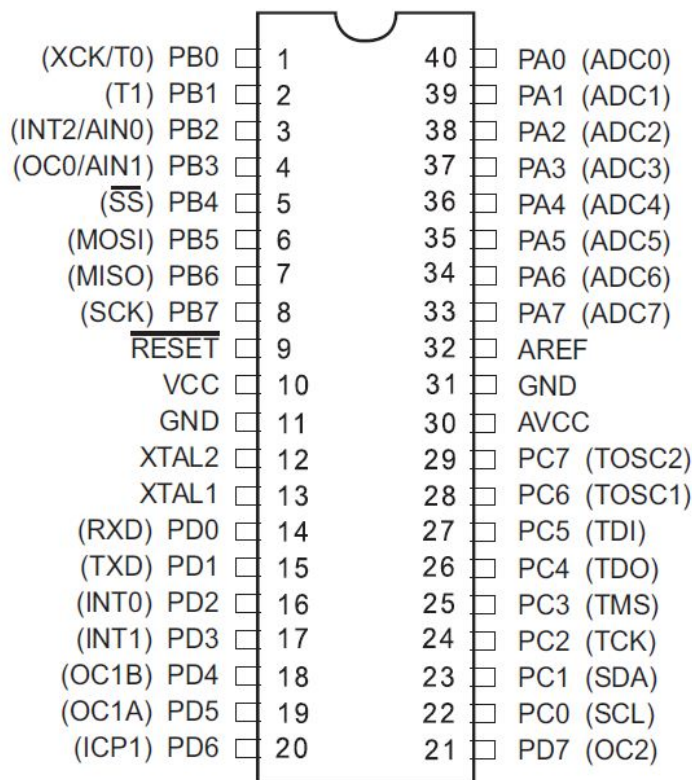 (XCK/T0) PB0 1 40 PA0 (ADC0)
(T1) PB1 2 39 PA1 (ADC1)
(INT2/AIN0) PB2 3 38 PA2 (ADC2)
(OC0/AIN1) PB3 4 37 PA3 (ADC3)
(S̅S̅) PB4 5 36 PA4 (ADC4)
(MOSI) PB5 6 35 PA5 (ADC5)
(MISO) PB6 7 34 PA6 (ADC6)
(SCK) PB7 8 33 PA7 (ADC7)
R̅E̅S̅E̅T̅ 9 32 AREF
VCC 10 31 GND
GND 11 30 AVCC
XTAL2 12 29 PC7 (TOSC2)
XTAL1 13 28 PC6 (TOSC1)
(RXD) PD0 14 27 PC5 (TDI)
(TXD) PD1 15 26 PC4 (TDO)
(INT0) PD2 16 25 PC3 (TMS)
(INT1) PD3 17 24 PC2 (TCK)
(OC1B) PD4 18 23 PC1 (SDA)
(OC1A) PD5 19 22 PC0 (SCL)
(ICP1) PD6 20 21 PD7 (OC2)